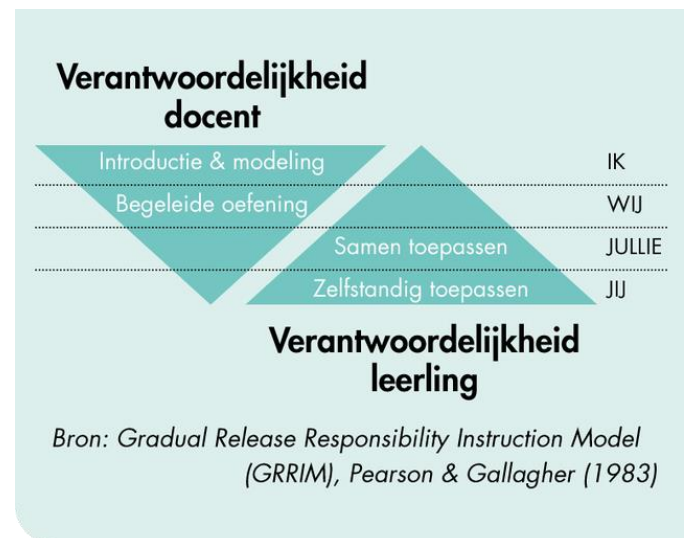 Verantwoordelijkheid
docent
Introductie & modeling IK
Begeleide oefening WIJ
Samen toepassen JULLIE
Zelfstandig toepassen JIJ
Verantwoordelijkheid
leerling
Bron: Gradual Release Responsibility Instruction Model
(GRRIM), Pearson & Gallagher (1983)